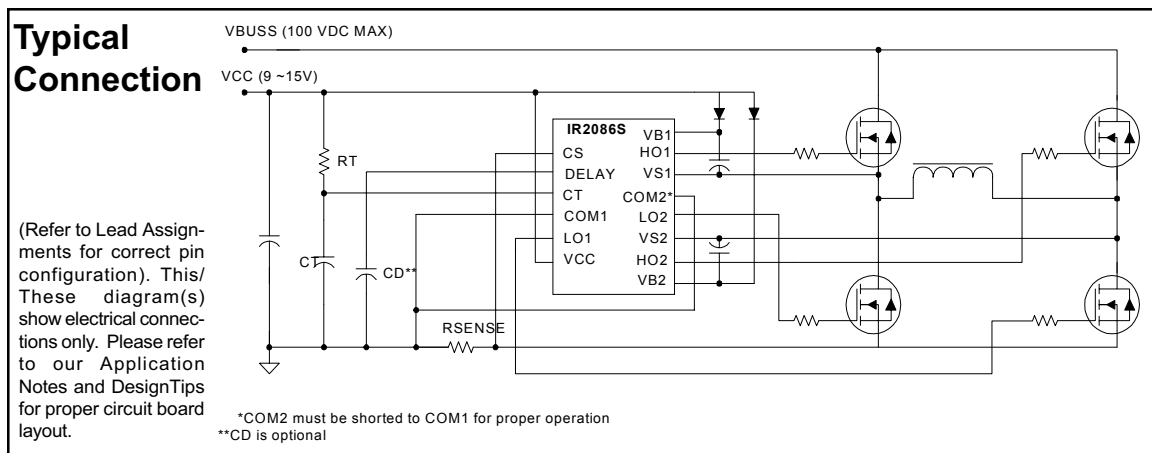 Typical
Connection
(Refer to Lead Assign-
ments for correct pin
configuration). This/
These diagram(s)
show electrical connec-
tions only. Please refer
to our Application
Notes and DesignTips
for proper circuit board
layout.
VBUSS (100 VDC MAX)
VCC (9 ~15V)
RT
CT
CD**
RSENSE
IR2086S
CS
DELAY
CT
COM1
LO1
VCC
VB1
HO1
VS1
COM2*
LO2
VS2
HO2
VB2
*COM2 must be shorted to COM1 for proper operation
**CD is optional